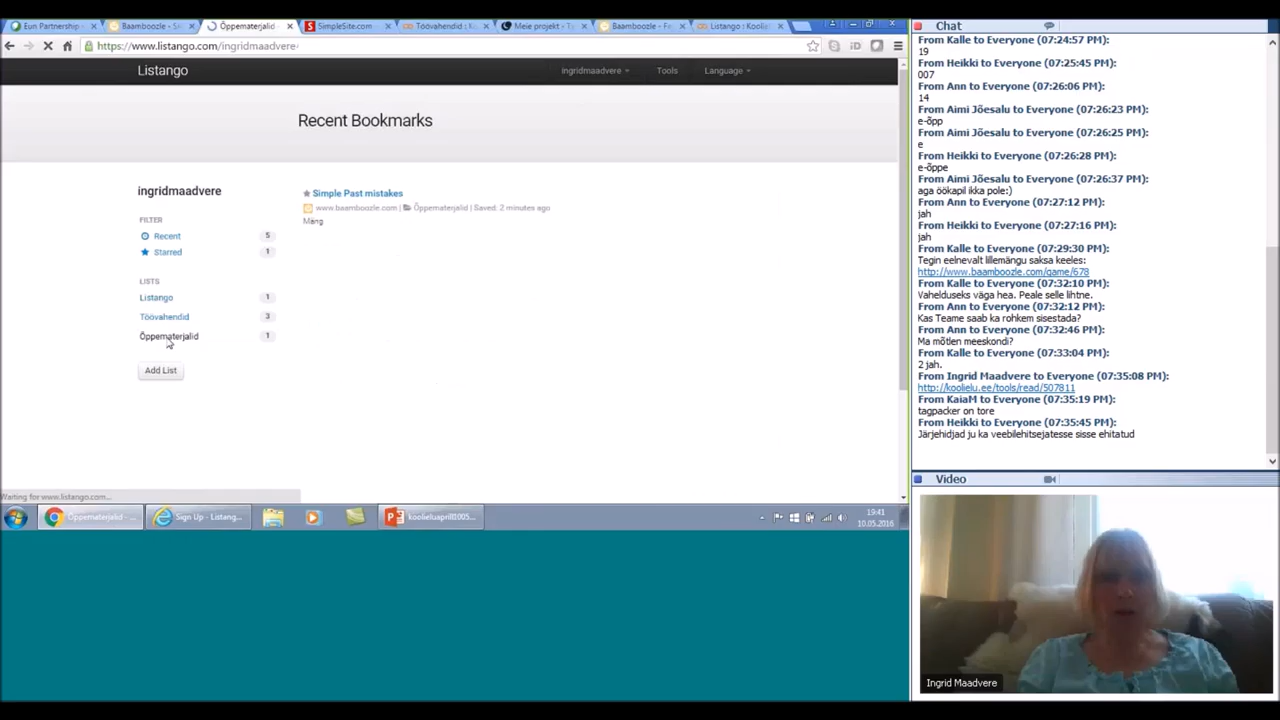 Eun Partnership
Baamboozle - S
Õppematerjalid
SimpleSite.com
Töövahendid : K
Meie projekt - T
Baamboozle - F
Listango : Kooli
https://www.listango.com/ingridmaadvere
Listango
ingridmaadvere
Tools
Language
Recent Bookmarks
ingridmaadvere
FILTER
Recent 5
Starred 1
LISTS
Listango 1
Töövahendid 3
Õppematerjalid 1
Add List
Simple Past mistakes
www.baamboozle.com | Õppematerjalid | Saved: 2 minutes ago
Mäng
Waiting for www.listango.com...
Õppematerjalid - ...
Sign Up - Listang...
koolieluaprill1005...
19:41
10.05.2016
Chat
From Kalle to Everyone (07:24:57 PM):
19
From Heikki to Everyone (07:25:45 PM):
007
From Ann to Everyone (07:26:06 PM):
14
From Aimi Jõesalu to Everyone (07:26:23 PM):
e-õpp
From Aimi Jõesalu to Everyone (07:26:25 PM):
e
From Heikki to Everyone (07:26:28 PM):
e-õppe
From Aimi Jõesalu to Everyone (07:26:37 PM):
aga öökapil ikka pole:)
From Ann to Everyone (07:27:12 PM):
jah
From Heikki to Everyone (07:27:16 PM):
jah
From Kalle to Everyone (07:29:30 PM):
Tegin eelnevalt lillemängu saksa keeles:
http://www.baamboozle.com/game/678
From Kalle to Everyone (07:32:10 PM):
Vahelduseks väga hea. Peale selle lihtne.
From Ann to Everyone (07:32:12 PM):
Kas Teame saab ka rohkem sisestada?
From Ann to Everyone (07:32:46 PM):
Ma mõtlen meeskondi?
From Kalle to Everyone (07:33:04 PM):
2 jah.
From Ingrid Maadvere to Everyone (07:35:08 PM):
http://koolielu.ee/tools/read/507811
From KaiaM to Everyone (07:35:19 PM):
tagpacker on tore
From Heikki to Everyone (07:35:45 PM):
Järjehidjad ju ka veebilehitsejatesse sisse ehitatud
Video
Ingrid Maadvere